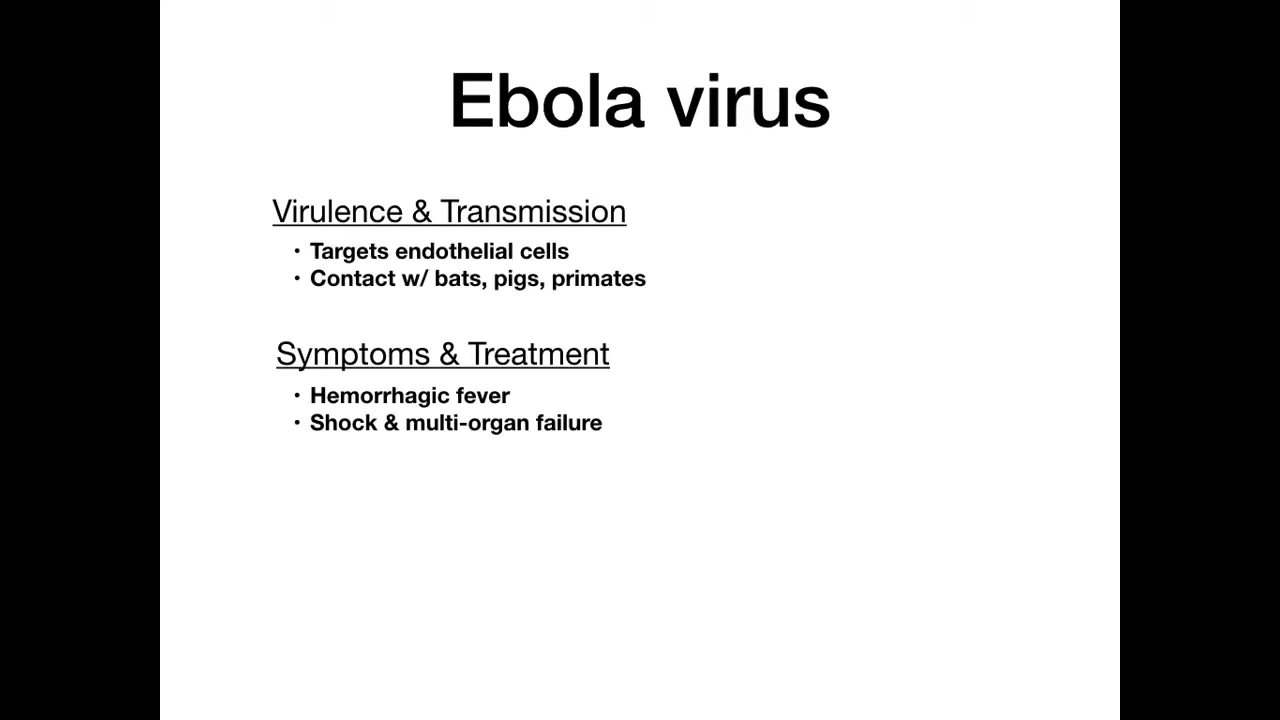 Ebola virus
Virulence & Transmission
• Targets endothelial cells
• Contact w/ bats, pigs, primates
Symptoms & Treatment
• Hemorrhagic fever
• Shock & multi-organ failure